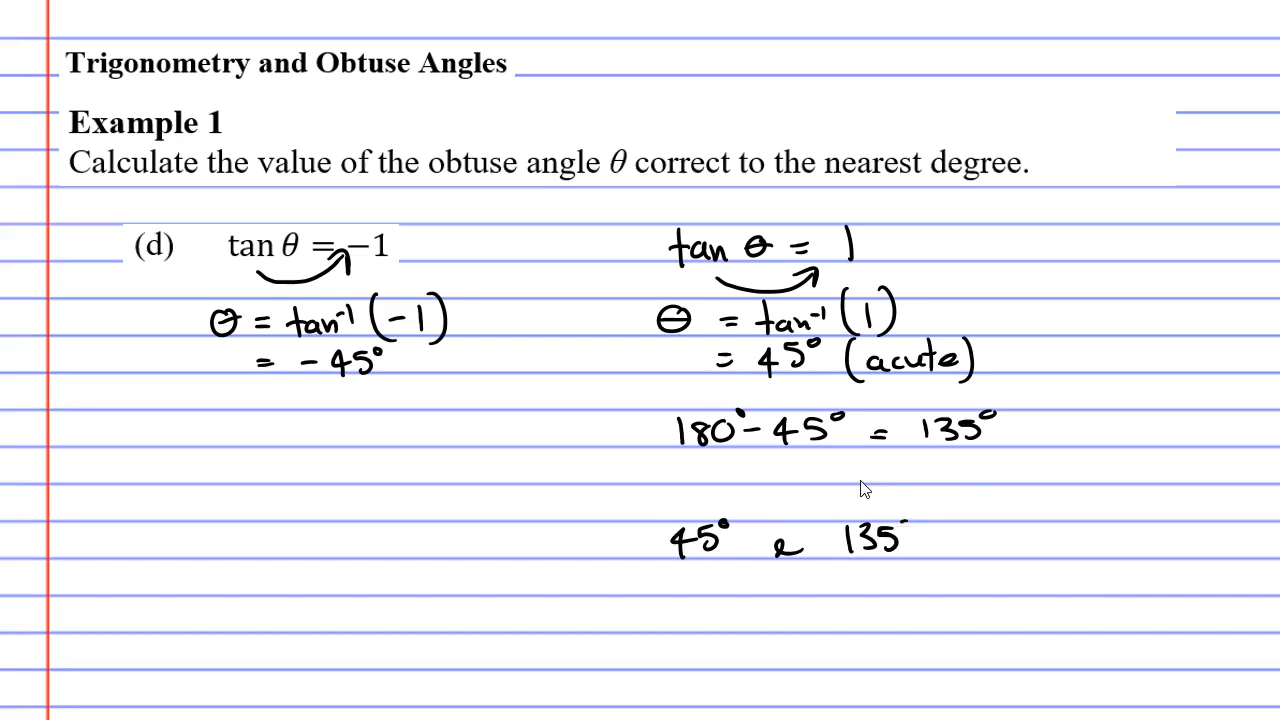 Trigonometry and Obtuse Angles
Example 1
Calculate the value of the obtuse angle θ correct to the nearest degree.
(d) tan θ = −1
θ = tan⁻¹ (−1)
= −45°
tan θ = 1
θ = tan⁻¹ (1)
= 45° (acute)
180° − 45° = 135°
45° 135°